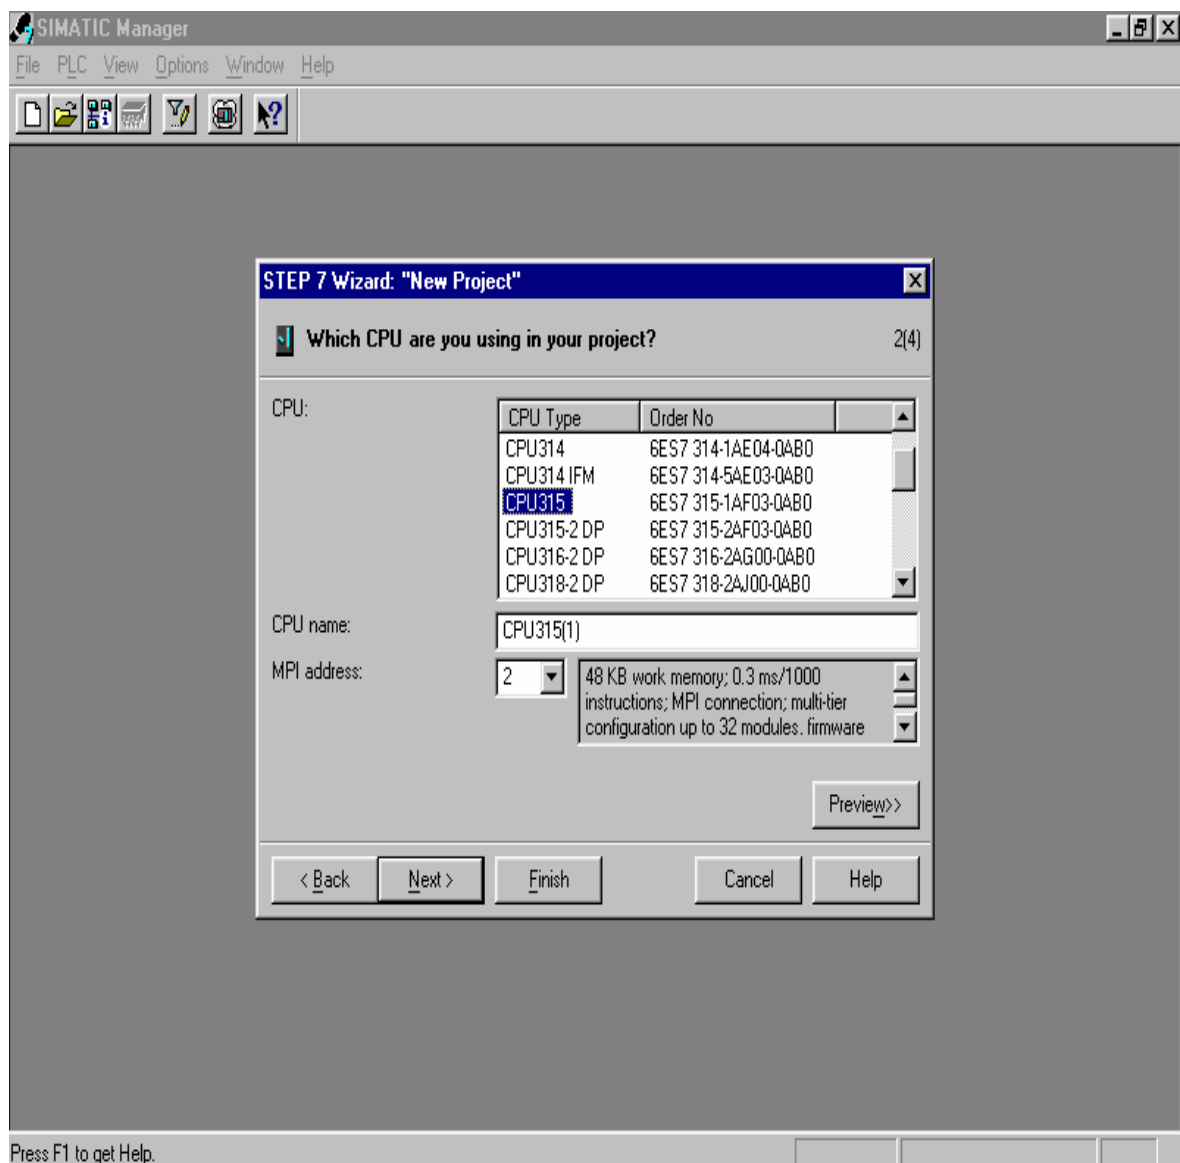 SIMATIC Manager
File PLC View Options Window Help
STEP 7 Wizard: "New Project"
Which CPU are you using in your project? 2(4)
CPU:
CPU Type Order No
CPU314 6ES7 314-1AE04-0AB0
CPU314 IFM 6ES7 314-5AE03-0AB0
CPU315 6ES7 315-1AF03-0AB0
CPU315-2 DP 6ES7 315-2AF03-0AB0
CPU316-2 DP 6ES7 316-2AG00-0AB0
CPU318-2 DP 6ES7 318-2AJ00-0AB0
CPU name: CPU315(1)
MPI address: 2
48 KB work memory; 0.3 ms/1000
instructions; MPI connection; multi-tier
configuration up to 32 modules. firmware
Preview>>
< Back Next > Finish Cancel Help
Press F1 to get Help.